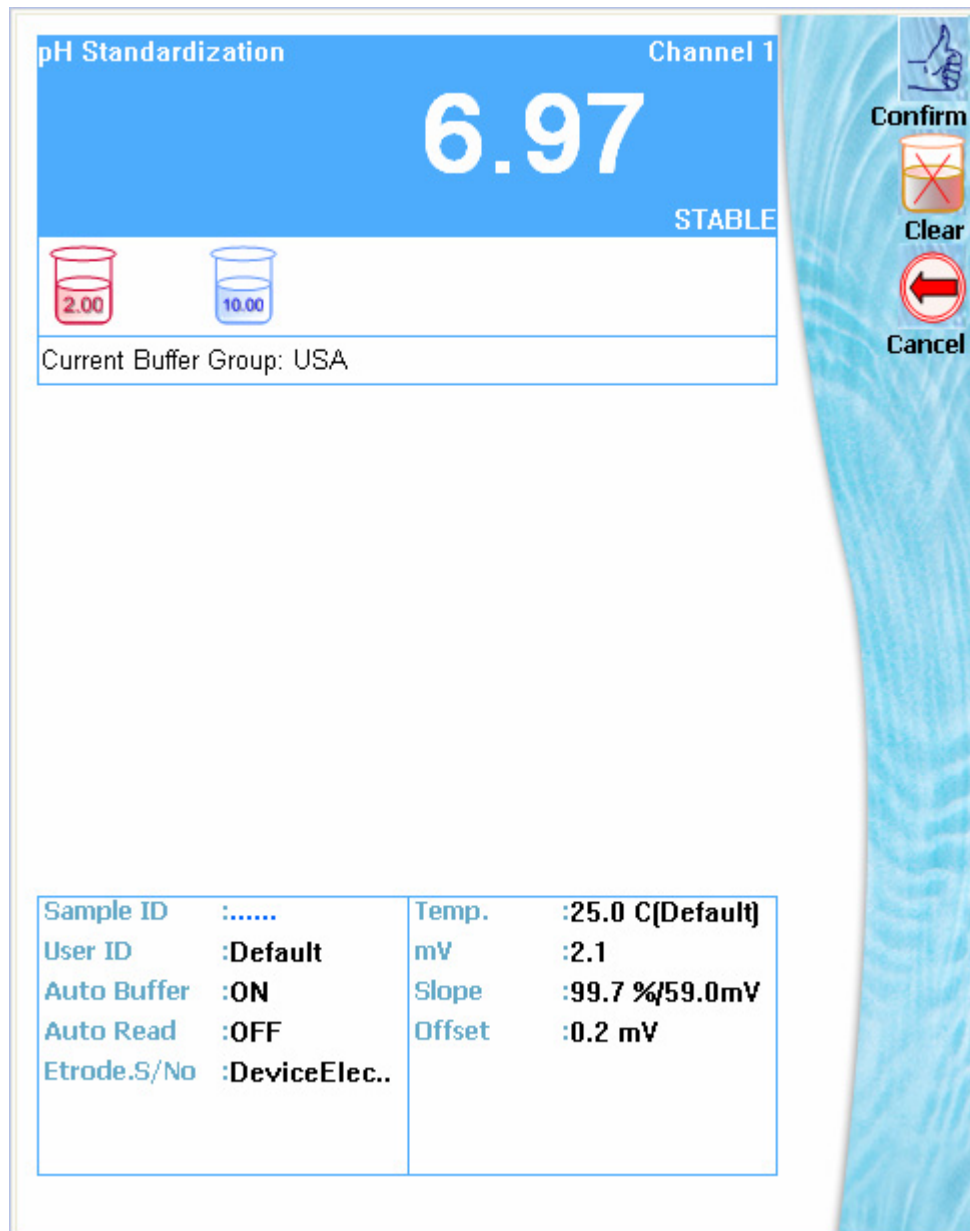 pH Standardization Channel 1
6.97
STABLE
2.00 10.00
Current Buffer Group: USA
Confirm
Clear
Cancel
Sample ID :......
User ID :Default
Auto Buffer :ON
Auto Read :OFF
Etrode.S/No :DeviceElec..
Temp. :25.0 C(Default)
mV :2.1
Slope :99.7 %/59.0mV
Offset :0.2 mV